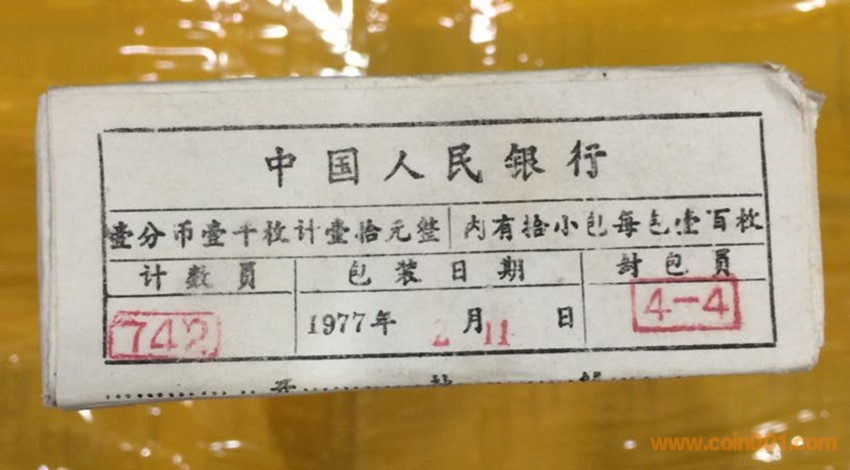 中国人民银行
壹分币壹千枚计壹拾元整 内有拾小包每包壹百枚
计数员 包装日期 封包员
742 1977年2月11日 4-4
www.coin001.com